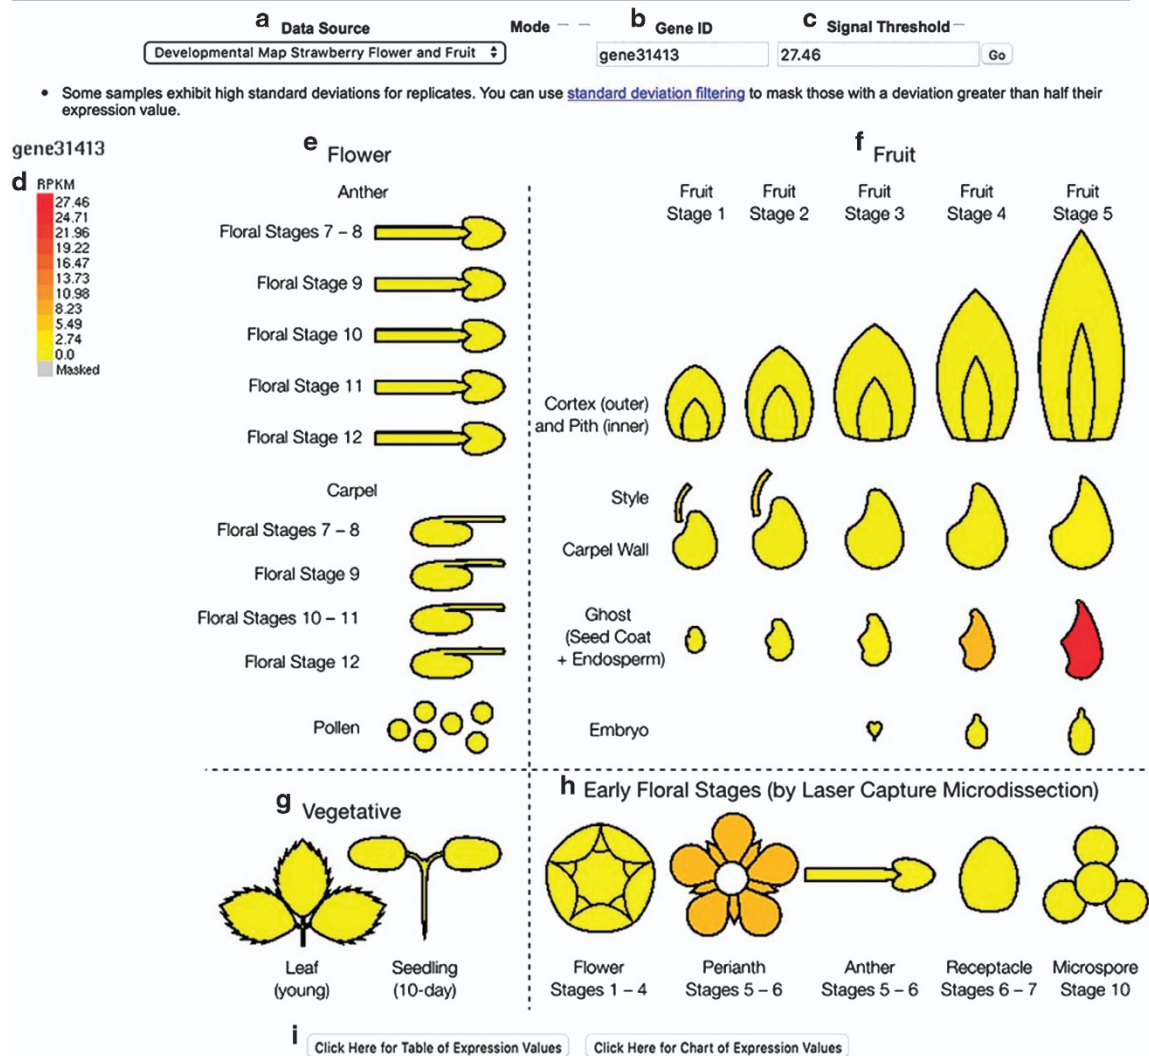 a Data Source Mode — — b Gene ID c Signal Threshold —
Developmental Map Strawberry Flower and Fruit gene31413 27.46 Go
• Some samples exhibit high standard deviations for replicates. You can use standard deviation filtering to mask those with a deviation greater than half their
expression value.
gene31413
d RPKM
27.46
24.71
21.96
19.22
16.47
13.73
10.98
8.23
5.49
2.74
0.0
Masked
e Flower
Anther
Floral Stages 7 – 8
Floral Stage 9
Floral Stage 10
Floral Stage 11
Floral Stage 12
Carpel
Floral Stages 7 – 8
Floral Stage 9
Floral Stages 10 – 11
Floral Stage 12
Pollen
f Fruit
Fruit Fruit Fruit Fruit Fruit
Stage 1 Stage 2 Stage 3 Stage 4 Stage 5
Cortex (outer)
and Pith (inner)
Style
Carpel Wall
Ghost
(Seed Coat
+ Endosperm)
Embryo
g Vegetative
Leaf Seedling
(young) (10-day)
h Early Floral Stages (by Laser Capture Microdissection)
Flower Perianth Anther Receptacle Microspore
Stages 1 – 4 Stages 5 – 6 Stages 5 – 6 Stages 6 – 7 Stage 10
i Click Here for Table of Expression Values Click Here for Chart of Expression Values